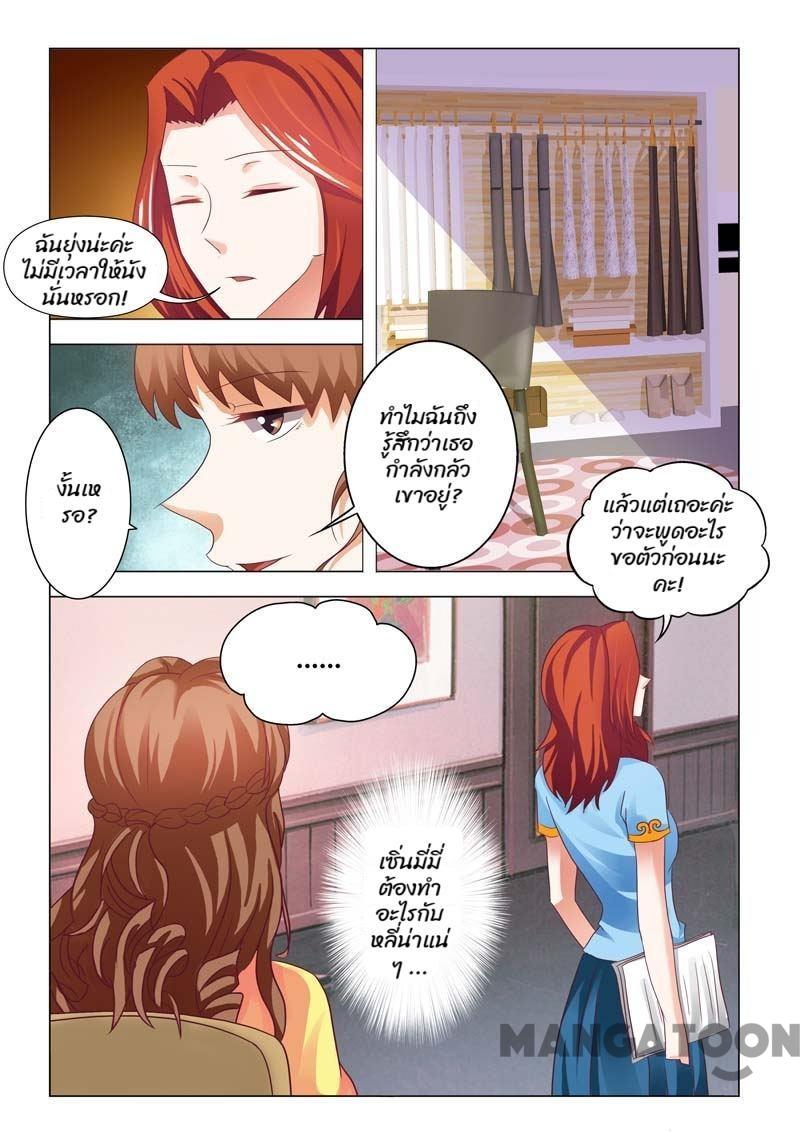 ฉันยุ่งน่ะค่ะ
ไม่มีเวลาให้นัง
นั่นหรอก!
งั้นเห
รอ?
ทำไมฉันถึง
รู้สึกว่าเธอ
กำลังกลัว
เขาอยู่?
แล้วแต่เถอะค่ะ
ว่าจะพูดอะไร
ขอตัวก่อนนะ
คะ!
......
เซิ่นมี่มี่
ต้องทำ
อะไรกับ
หลี่น่าแน่
ๆ ...
MANGATOON